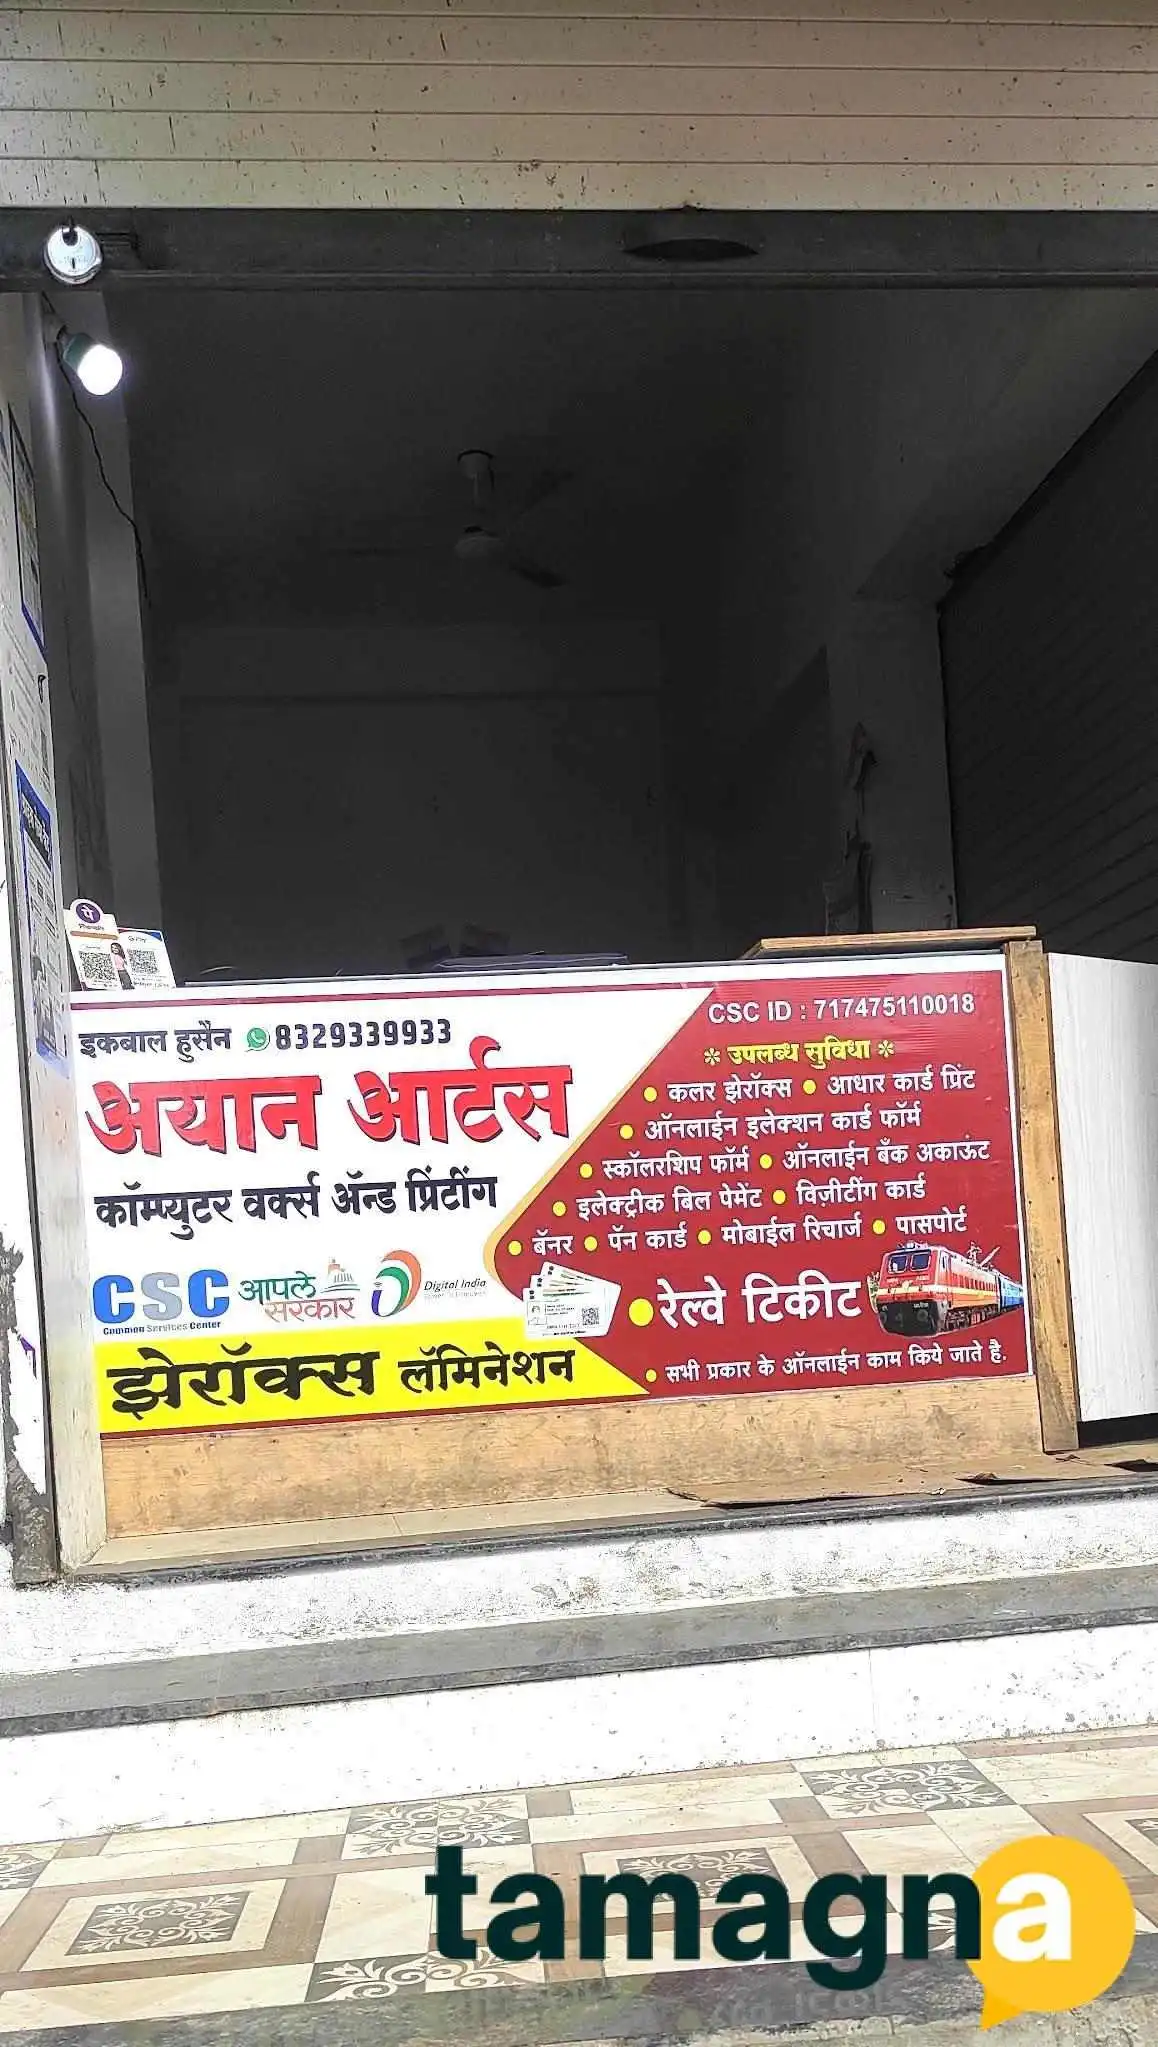 इकबाल हुसैन 8329339933
अयान आर्टस
कॉम्प्युटर वर्क्स ॲन्ड प्रिंटींग
CSC
Common Services Center
आपले
सरकार
Digital India
झेरॉक्स लॅमिनेशन
CSC ID : 717475110018
* उपलब्ध सुविधा *
• कलर झेरॉक्स • आधार कार्ड प्रिंट
• ऑनलाईन इलेक्शन कार्ड फॉर्म
• स्कॉलरशिप फॉर्म • ऑनलाईन बँक अकाऊंट
• इलेक्ट्रीक बिल पेमेंट • विज़ीटींग कार्ड
• बॅनर • पॅन कार्ड • मोबाईल रिचार्ज • पासपोर्ट
• रेल्वे टिकीट
• सभी प्रकार के ऑनलाईन काम किये जाते है.
tamagna